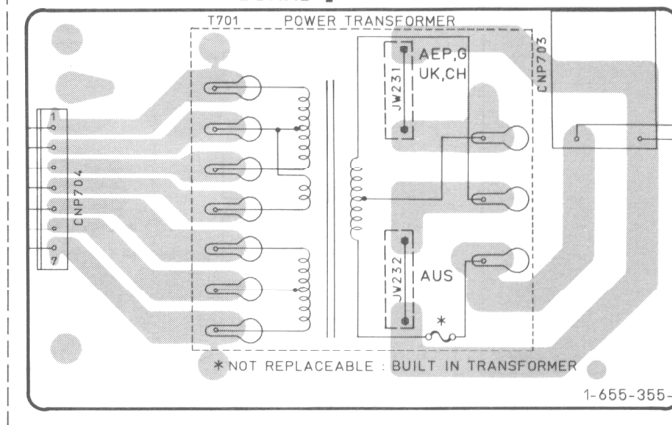 T701 POWER TRANSFORMER
AEP,G
UK,CH
JW231
CNP703
1
CNP704
7
JW232
AUS
*
* NOT REPLACEABLE : BUILT IN TRANSFORMER
1-655-355-